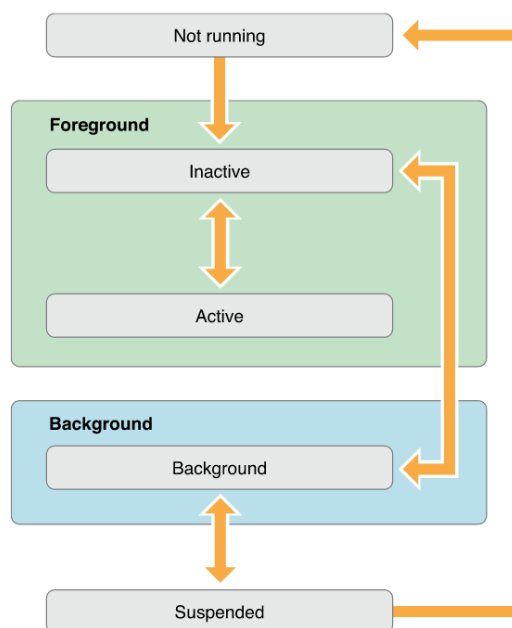 Not running
Foreground
Inactive
Active
Background
Background
Suspended